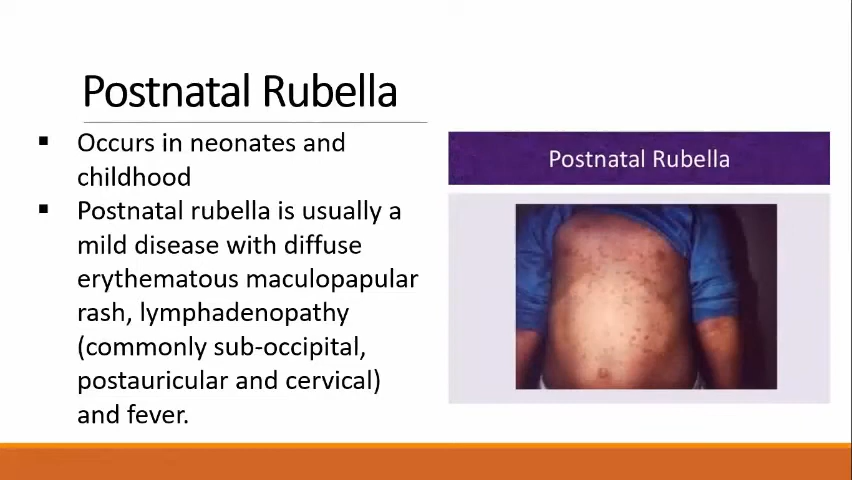 Postnatal Rubella
▪ Occurs in neonates and
childhood
▪ Postnatal rubella is usually a
mild disease with diffuse
erythematous maculopapular
rash, lymphadenopathy
(commonly sub-occipital,
postauricular and cervical)
and fever.
Postnatal Rubella